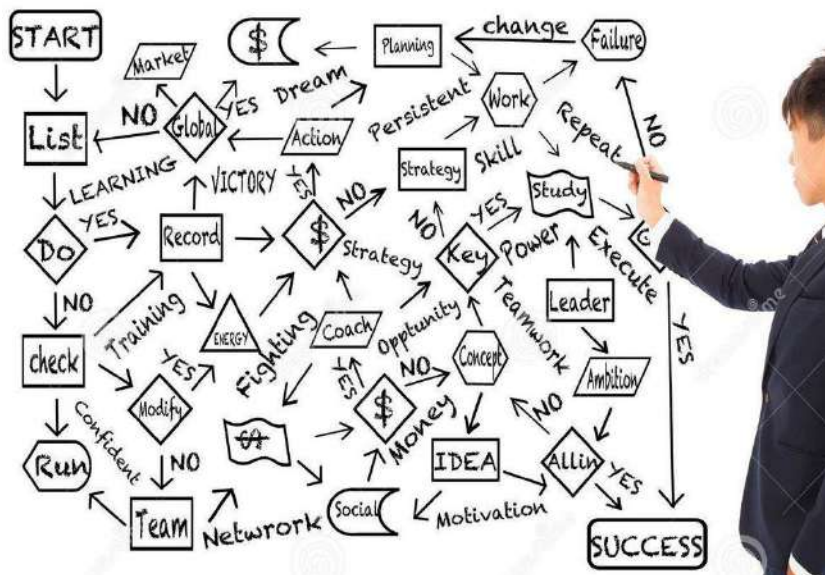 START
Market
$
Planning
change
Failure
List
NO
Global
YES
Dream
Action
Persistent
Work
Repeat
NO
LEARNING
VICTORY
YES
NO
Strategy
Skill
Study
Do
YES
Record
$
Strategy
NO
Key
YES
Power
Execute
NO
Training
ENERGY
Fighting
Coach
Opptunity
Teamwork
Leader
YES
check
Modify
YES
YES
$
NO
Concept
Ambition
Confident
Money
NO
Run
NO
$
IDEA
Allin
YES
Team
Netwrork
Social
Motivation
SUCCESS